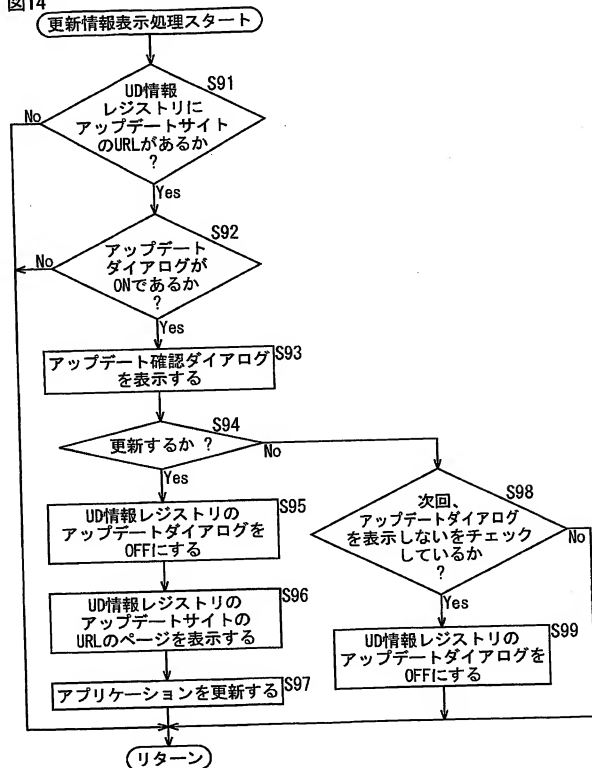 図14
更新情報表示処理スタート
S91
UD情報
レジストリに
アップデートサイト
のURLがあるか
?
No
Yes
S92
アップデート
ダイアログが
ONであるか
?
No
Yes
アップデート確認ダイアログ
を表示する
S93
S94
更新するか ?
No
Yes
UD情報レジストリの
アップデートダイアログを
OFFにする
S95
UD情報レジストリの
アップデートサイトの
URLのページを表示する
S96
アプリケーションを更新する
S97
S98
次回、
アップデートダイアログ
を表示しないをチェック
しているか
?
No
Yes
UD情報レジストリの
アップデートダイアログを
OFFにする
S99
リターン